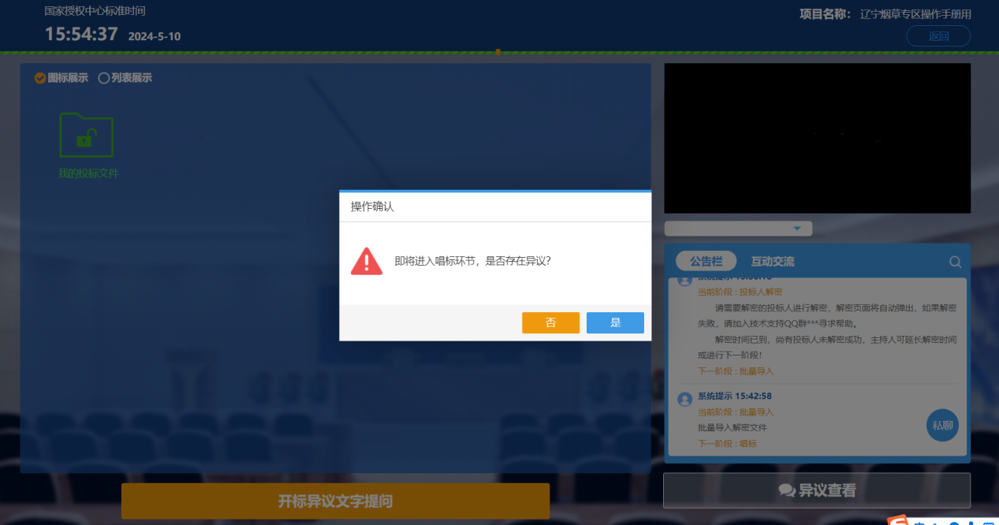 国家授权中心标准时间
15:54:37 2024-5-10
项目名称: 辽宁烟草专区操作手册用
返回
图标展示 列表展示
我的投标文件
操作确认
即将进入唱标环节，是否存在异议？
否 是
公告栏 互动交流
当前阶段 : 投标人解密
请需要解密的投标人进行解密，解密页面将自动弹出，如果解密
失败，请加入技术支持QQ群***寻求帮助。
解密时间已到，尚有投标人未解密成功，主持人可延长解密时间
或进行下一阶段！
下一阶段 : 批量导入
系统提示 15:42:58
当前阶段 : 批量导入
批量导入解密文件
下一阶段 : 唱标
私聊
开标异议文字提问
异议查看